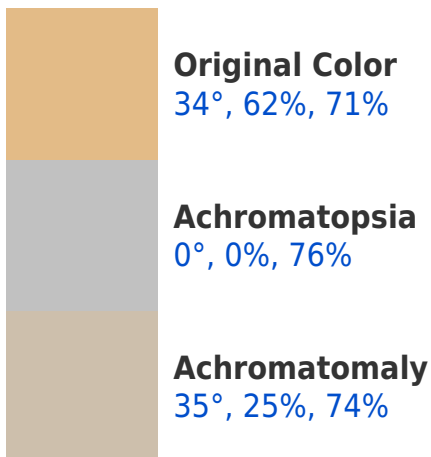 Original Color
34°, 62%, 71%
Achromatopsia
0°, 0%, 76%
Achromatomaly
35°, 25%, 74%